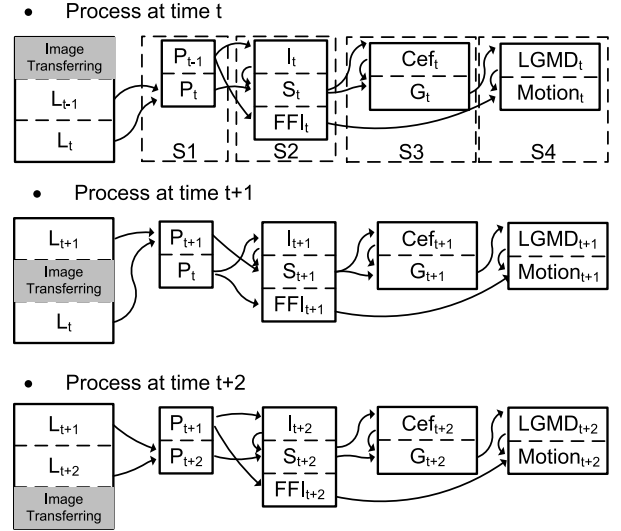 • Process at time t
Image
Transferring
Lt-1
Lt
Pt-1
Pt
S1
It
St
FFIt
S2
Ceft
Gt
S3
LGMDt
Motiont
S4
• Process at time t+1
Lt+1
Image
Transferring
Lt
Pt+1
Pt
It+1
St+1
FFIt+1
Ceft+1
Gt+1
LGMDt+1
Motiont+1
• Process at time t+2
Lt+1
Lt+2
Image
Transferring
Pt+1
Pt+2
It+2
St+2
FFIt+2
Ceft+2
Gt+2
LGMDt+2
Motiont+2